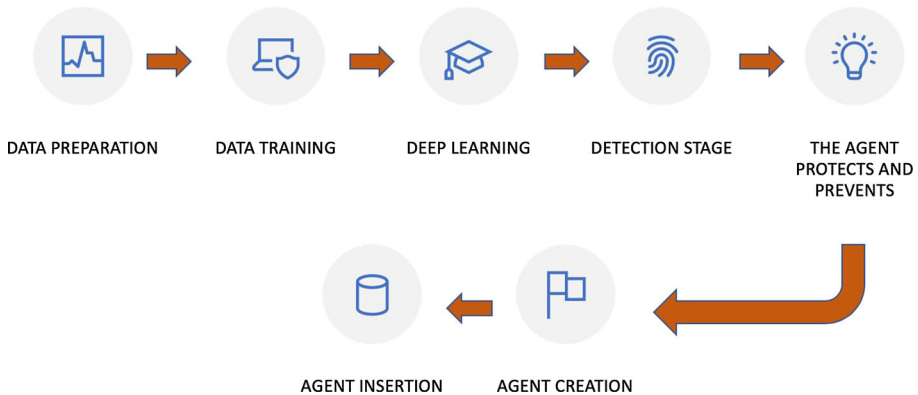 DATA PREPARATION
DATA TRAINING
DEEP LEARNING
DETECTION STAGE
THE AGENT
PROTECTS AND
PREVENTS
AGENT INSERTION
AGENT CREATION